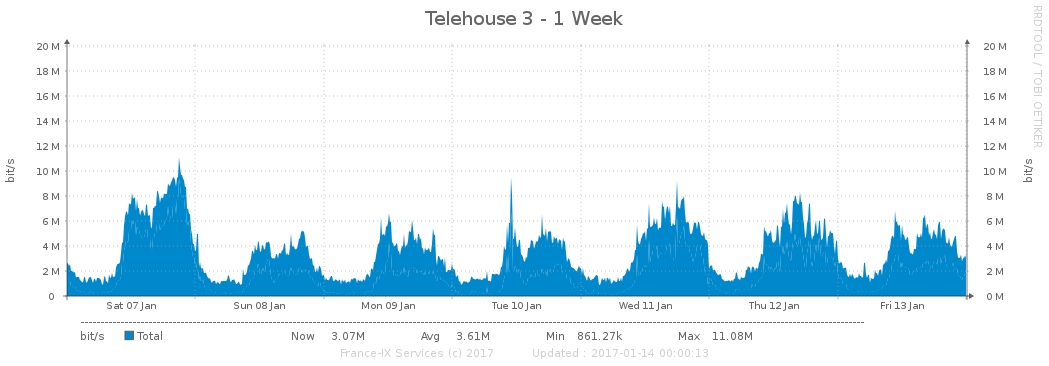 Telehouse 3 - 1 Week
RRDTOOL / TOBI OETIKER
bit/s
bit/s
20 M 20 M
18 M 18 M
16 M 16 M
14 M 14 M
12 M 12 M
10 M 10 M
8 M 8 M
6 M 6 M
4 M 4 M
2 M 2 M
0 0 M
Sat 07 Jan Sun 08 Jan Mon 09 Jan Tue 10 Jan Wed 11 Jan Thu 12 Jan Fri 13 Jan
bit/s Total Now 3.07M Avg 3.61M Min 861.27k Max 11.08M
France-IX Services (c) 2017 Updated : 2017-01-14 00:00:13